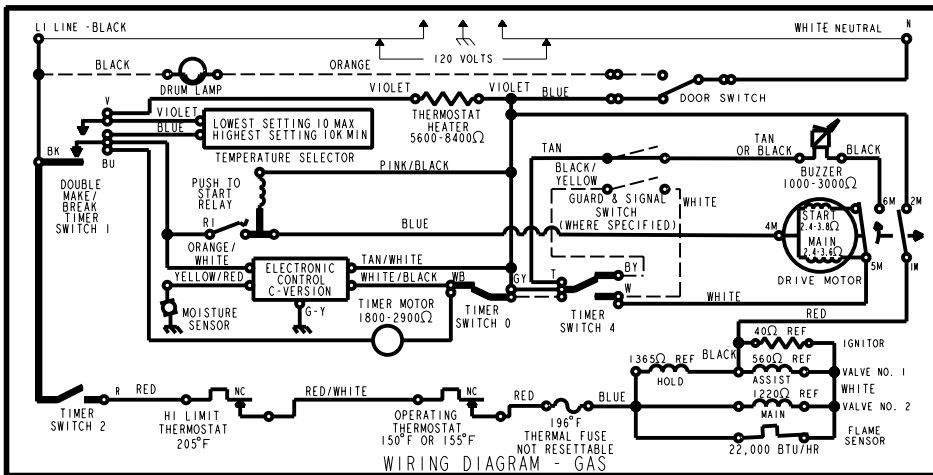 LI LINE -BLACK
WHITE NEUTRAL
N
120 VOLTS
BLACK
ORANGE
DRUM LAMP
VIOLET
VIOLET
BLUE
DOOR SWITCH
V
VIOLET
BLUE
LOWEST SETTING 10 MAX
HIGHEST SETTING 10K MIN
THERMOSTAT
HEATER
5600-8400Ω
TEMPERATURE SELECTOR
BK
BU
DOUBLE
MAKE/
BREAK
TIMER
SWITCH 1
PINK/BLACK
PUSH TO
START
RELAY
TAN
BLACK/
YELLOW
TAN
OR BLACK
BLACK
BUZZER
1000-3000Ω
GUARD & SIGNAL
SWITCH
(WHERE SPECIFIED)
WHITE
R1
BLUE
4M
START
2.4-3.8Ω
MAIN
2.4-3.6Ω
6M
2M
5M
1M
DRIVE MOTOR
ORANGE/
WHITE
YELLOW/RED
ELECTRONIC
CONTROL
C-VERSION
TAN/WHITE
WHITE/BLACK
WB
GY
T
BY
W
G-Y
MOISTURE
SENSOR
TIMER MOTOR
1800-2900Ω
TIMER
SWITCH 0
TIMER
SWITCH 4
WHITE
RED
40Ω REF
IGNITOR
BLACK
1365Ω REF
HOLD
560Ω REF
ASSIST
VALVE NO. 1
WHITE
1220Ω REF
MAIN
VALVE NO. 2
FLAME
SENSOR
22,000 BTU/HR
TIMER
SWITCH 2
R
RED
NC
HI LIMIT
THERMOSTAT
205°F
RED/WHITE
NC
OPERATING
THERMOSTAT
150°F OR 155°F
RED
BLUE
196°F
THERMAL FUSE
NOT RESETTABLE
WIRING DIAGRAM - GAS